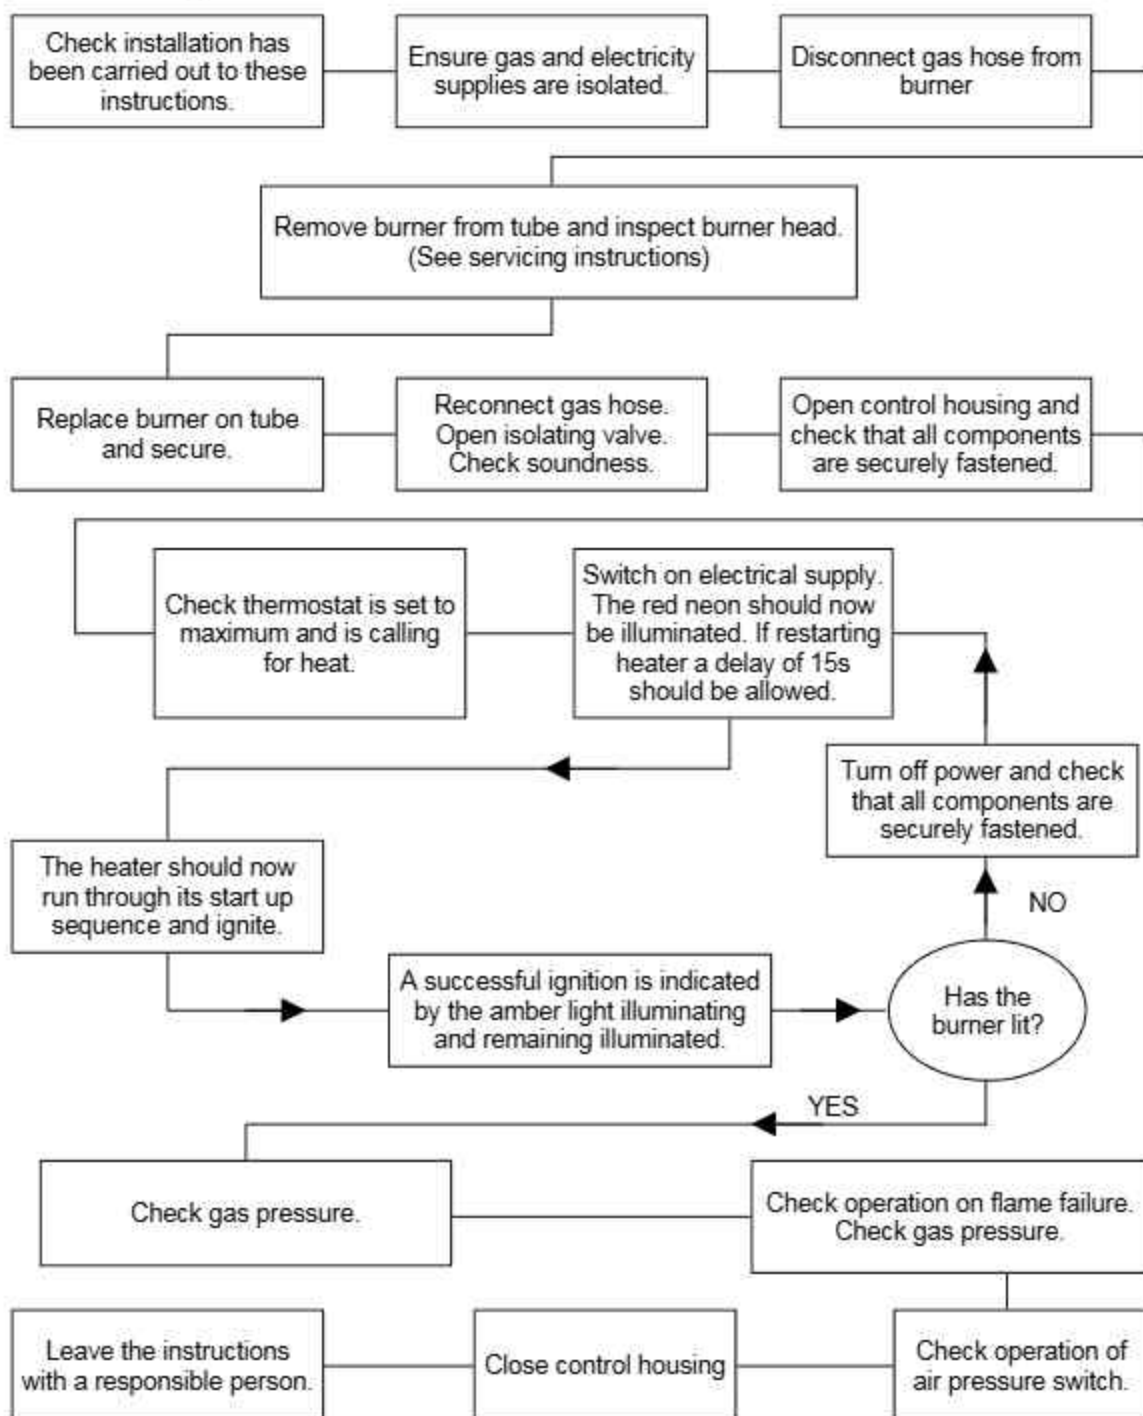 Check installation has
been carried out to these
instructions.
Ensure gas and electricity
supplies are isolated.
Disconnect gas hose from
burner
Remove burner from tube and inspect burner head.
(See servicing instructions)
Replace burner on tube
and secure.
Reconnect gas hose.
Open isolating valve.
Check soundness.
Open control housing and
check that all components
are securely fastened.
Check thermostat is set to
maximum and is calling
for heat.
Switch on electrical supply.
The red neon should now
be illuminated. If restarting
heater a delay of 15s
should be allowed.
Turn off power and check
that all components are
securely fastened.
The heater should now
run through its start up
sequence and ignite.
A successful ignition is indicated
by the amber light illuminating
and remaining illuminated.
Has the
burner lit?
NO
YES
Check gas pressure.
Check operation on flame failure.
Check gas pressure.
Check operation of
air pressure switch.
Close control housing
Leave the instructions
with a responsible person.